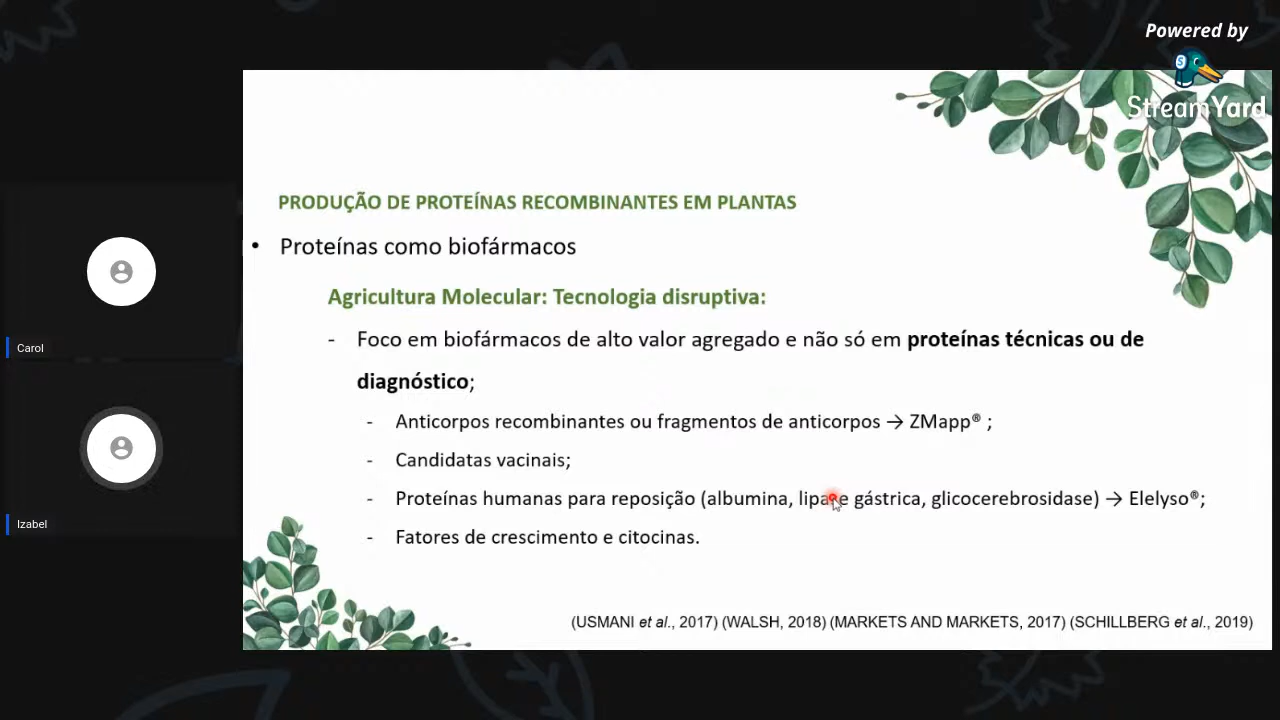 Powered by
StreamYard
PRODUÇÃO DE PROTEÍNAS RECOMBINANTES EM PLANTAS
• Proteínas como biofármacos
Agricultura Molecular: Tecnologia disruptiva:
- Foco em biofármacos de alto valor agregado e não só em proteínas técnicas ou de
diagnóstico;
- Anticorpos recombinantes ou fragmentos de anticorpos → ZMapp® ;
- Candidatas vacinais;
- Proteínas humanas para reposição (albumina, lipase gástrica, glicocerebrosidase) → Elelyso®;
- Fatores de crescimento e citocinas.
(USMANI et al., 2017) (WALSH, 2018) (MARKETS AND MARKETS, 2017) (SCHILLBERG et al., 2019)
Carol
Izabel